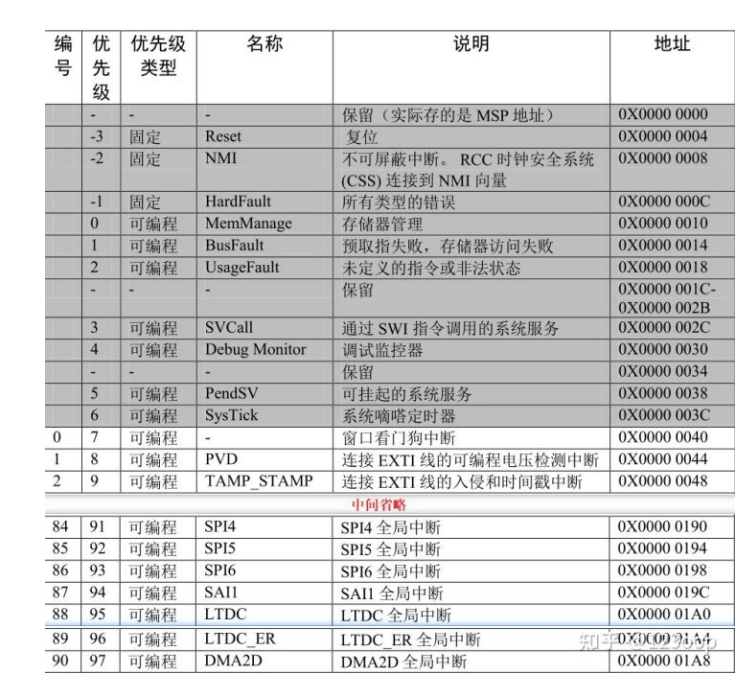 编号 优先级 优先级类型 名称 说明 地址
- - - 保留（实际存的是 MSP 地址） 0X0000 0000
-3 固定 Reset 复位 0X0000 0004
-2 固定 NMI 不可屏蔽中断。 RCC 时钟安全系统 0X0000 0008
(CSS) 连接到 NMI 向量
-1 固定 HardFault 所有类型的错误 0X0000 000C
0 可编程 MemManage 存储器管理 0X0000 0010
1 可编程 BusFault 预取指失败，存储器访问失败 0X0000 0014
2 可编程 UsageFault 未定义的指令或非法状态 0X0000 0018
- - - 保留 0X0000 001C-
0X0000 002B
3 可编程 SVCall 通过 SWI 指令调用的系统服务 0X0000 002C
4 可编程 Debug Monitor 调试监控器 0X0000 0030
- - - 保留 0X0000 0034
5 可编程 PendSV 可挂起的系统服务 0X0000 0038
6 可编程 SysTick 系统嘀嗒定时器 0X0000 003C
0 7 可编程 - 窗口看门狗中断 0X0000 0040
1 8 可编程 PVD 连接 EXTI 线的可编程电压检测中断 0X0000 0044
2 9 可编程 TAMP_STAMP 连接 EXTI 线的入侵和时间戳中断 0X0000 0048
中间省略
84 91 可编程 SPI4 SPI4 全局中断 0X0000 0190
85 92 可编程 SPI5 SPI5 全局中断 0X0000 0194
86 93 可编程 SPI6 SPI6 全局中断 0X0000 0198
87 94 可编程 SAI1 SAI1 全局中断 0X0000 019C
88 95 可编程 LTDC LTDC 全局中断 0X0000 01A0
89 96 可编程 LTDC_ER LTDC_ER 全局中断 0X0000 01A4
90 97 可编程 DMA2D DMA2D 全局中断 0X0000 01A8
知乎